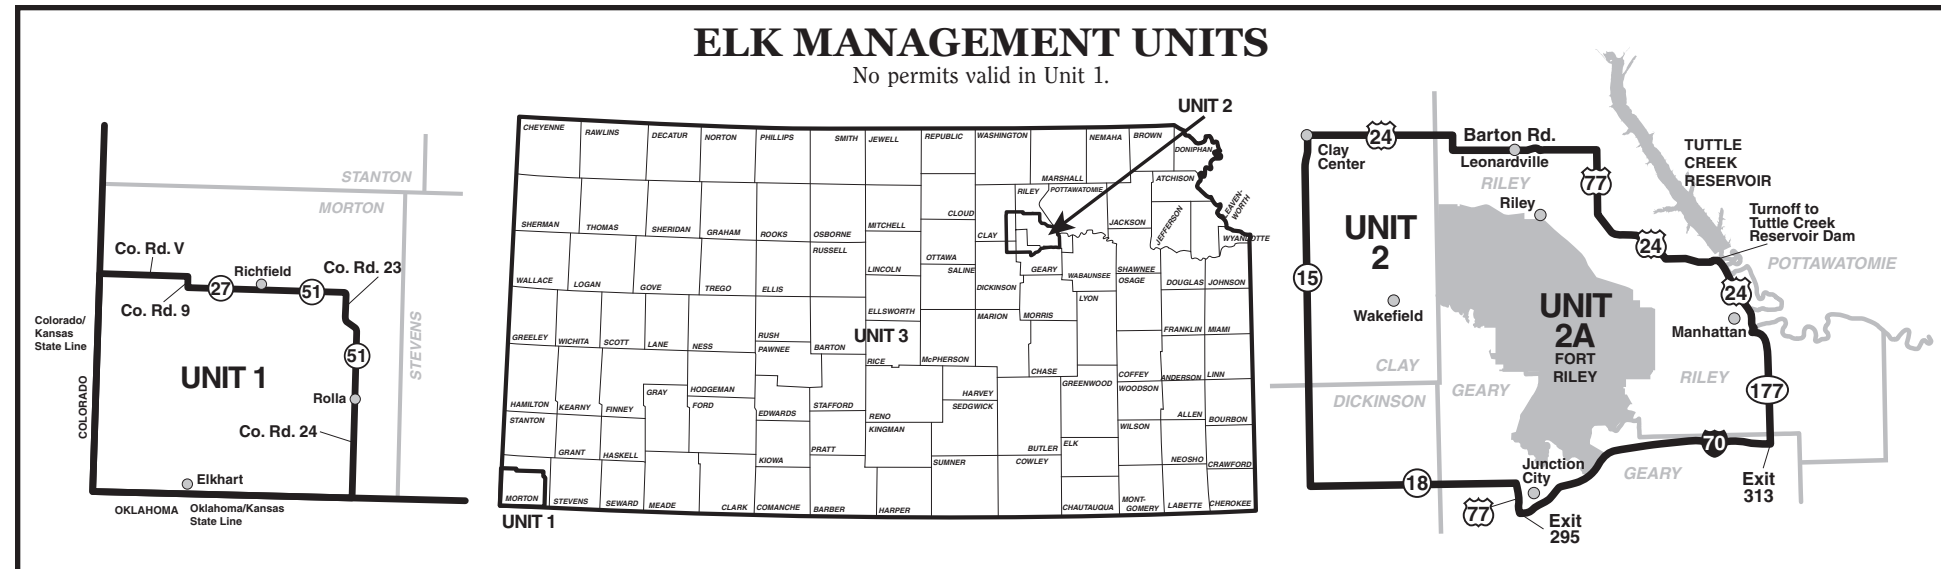 ELK MANAGEMENT UNITS
No permits valid in Unit 1.
STANTON
MORTON
Co. Rd. V
Richfield
Co. Rd. 23
27
51
Co. Rd. 9
Colorado/
Kansas
State Line
STEVENS
51
UNIT 1
COLORADO
Rolla
Co. Rd. 24
Elkhart
OKLAHOMA
Oklahoma/Kansas
State Line
UNIT 2
CHEYENNE
RAWLINS
DECATUR
NORTON
PHILLIPS
SMITH
JEWELL
REPUBLIC
WASHINGTON
NEMAHA
BROWN
DONIPHAN
MARSHALL
ATCHISON
RILEY
POTTAWATOMIE
LEAVEN-
WORTH
SHERMAN
THOMAS
SHERIDAN
GRAHAM
ROOKS
OSBORNE
MITCHELL
CLOUD
CLAY
JACKSON
JEFFERSON
WYANDOTTE
RUSSELL
OTTAWA
WALLACE
LOGAN
GOVE
TREGO
ELLIS
LINCOLN
SALINE
DICKINSON
GEARY
WABAUNSEE
SHAWNEE
OSAGE
DOUGLAS
JOHNSON
LYON
ELLSWORTH
MARION
MORRIS
UNIT 3
GREELEY
WICHITA
SCOTT
LANE
NESS
RUSH
PAWNEE
BARTON
RICE
McPHERSON
CHASE
FRANKLIN
MIAMI
COFFEY
ANDERSON
LINN
HAMILTON
KEARNY
FINNEY
GRAY
HODGEMAN
FORD
EDWARDS
STAFFORD
RENO
HARVEY
SEDGWICK
GREENWOOD
WOODSON
ALLEN
BOURBON
STANTON
GRANT
HASKELL
KIOWA
PRATT
KINGMAN
BUTLER
ELK
WILSON
NEOSHO
CRAWFORD
SUMNER
COWLEY
MORTON
STEVENS
SEWARD
MEADE
CLARK
COMANCHE
BARBER
HARPER
CHAUTAUQUA
MONT-
GOMERY
LABETTE
CHEROKEE
UNIT 1
Clay
Center
24
Barton Rd.
Leonardville
RILEY
77
TUTTLE
CREEK
RESERVOIR
Riley
Turnoff to
Tuttle Creek
Reservoir Dam
UNIT
2
24
POTTAWATOMIE
15
24
Wakefield
UNIT
2A
FORT
RILEY
Manhattan
CLAY
GEARY
RILEY
DICKINSON
177
70
Junction
City
GEARY
18
77
Exit
295
Exit
313